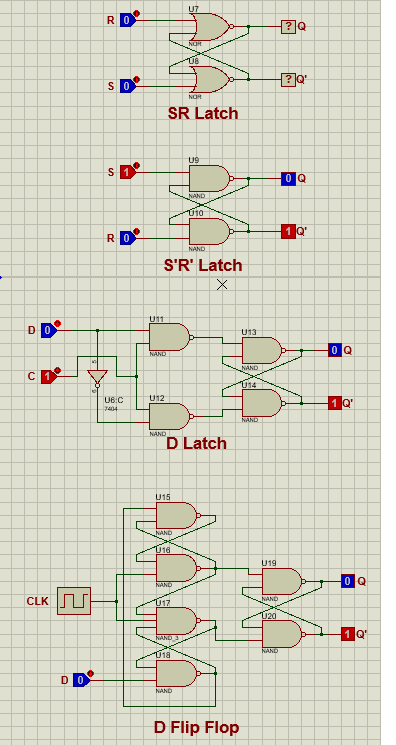 U7
R 0 ? Q
NOR
U8
S 0 ? Q'
NOR
SR Latch
U9
S 1 0 Q
NAND
U10
R 0 1 Q'
NAND
S'R' Latch
U11
D 0
NAND
U13
0 Q
NAND
C 1
5
6
U6:C
7404
U12
NAND
U14
1 Q'
NAND
D Latch
U15
NAND
U16
NAND
U19
0 Q
NAND
CLK
U17
NAND_3
U20
1 Q'
NAND
U18
D 0
NAND
D Flip Flop